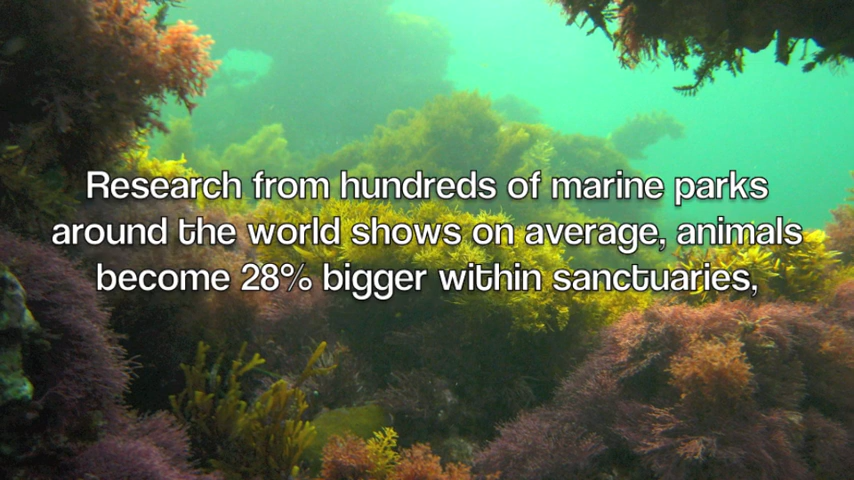 Research from hundreds of marine parks
around the world shows on average, animals
become 28% bigger within sanctuaries,